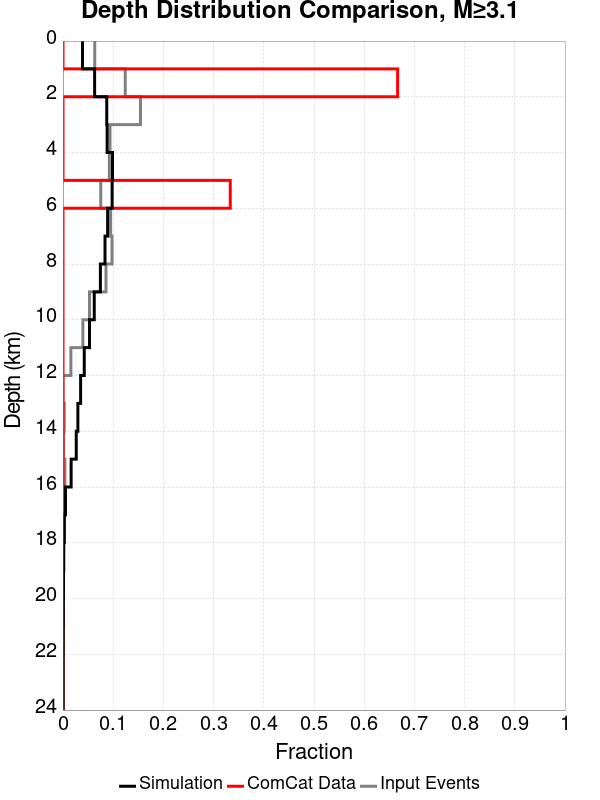 Depth Distribution Comparison, M≥3.1
0
2
4
6
8
10
12
14
16
18
20
22
24
Depth (km)
0 0.1 0.2 0.3 0.4 0.5 0.6 0.7 0.8 0.9 1
Fraction
Simulation ComCat Data Input Events